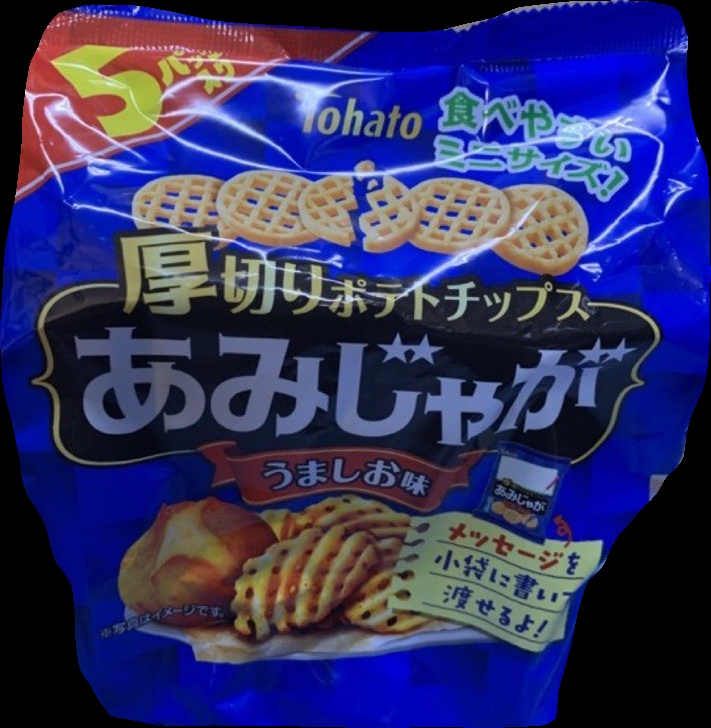 5パック入り
Tohato
食べやすい
ミニサイズ!
厚切りポテトチップス
あみじゃが
うましお味
あみじゃが
メッセージを
小袋に書いて
渡せるよ!
※写真はイメージです。